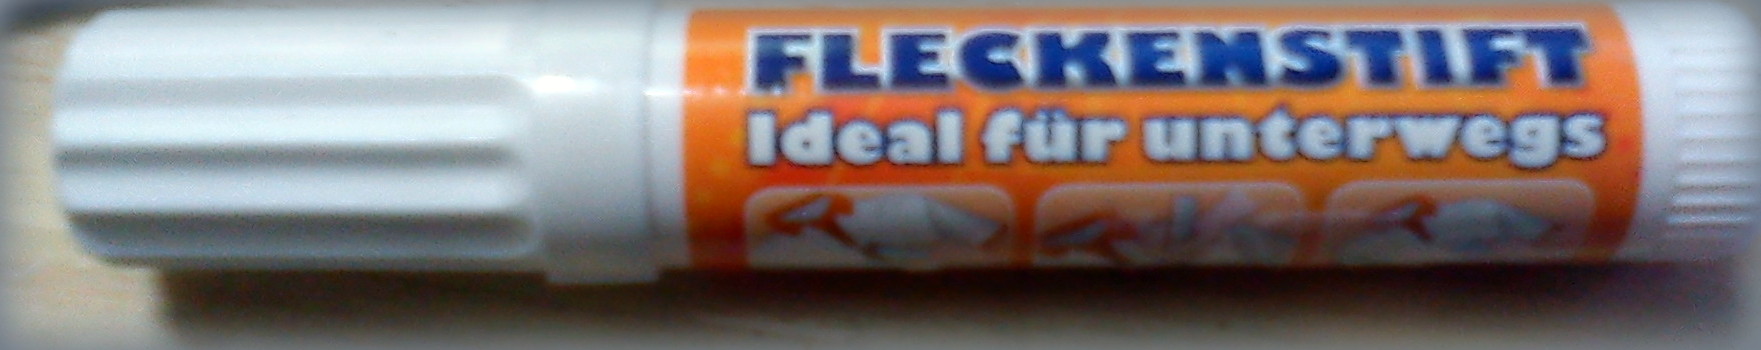 FLECKENSTIFT
Ideal für unterwegs